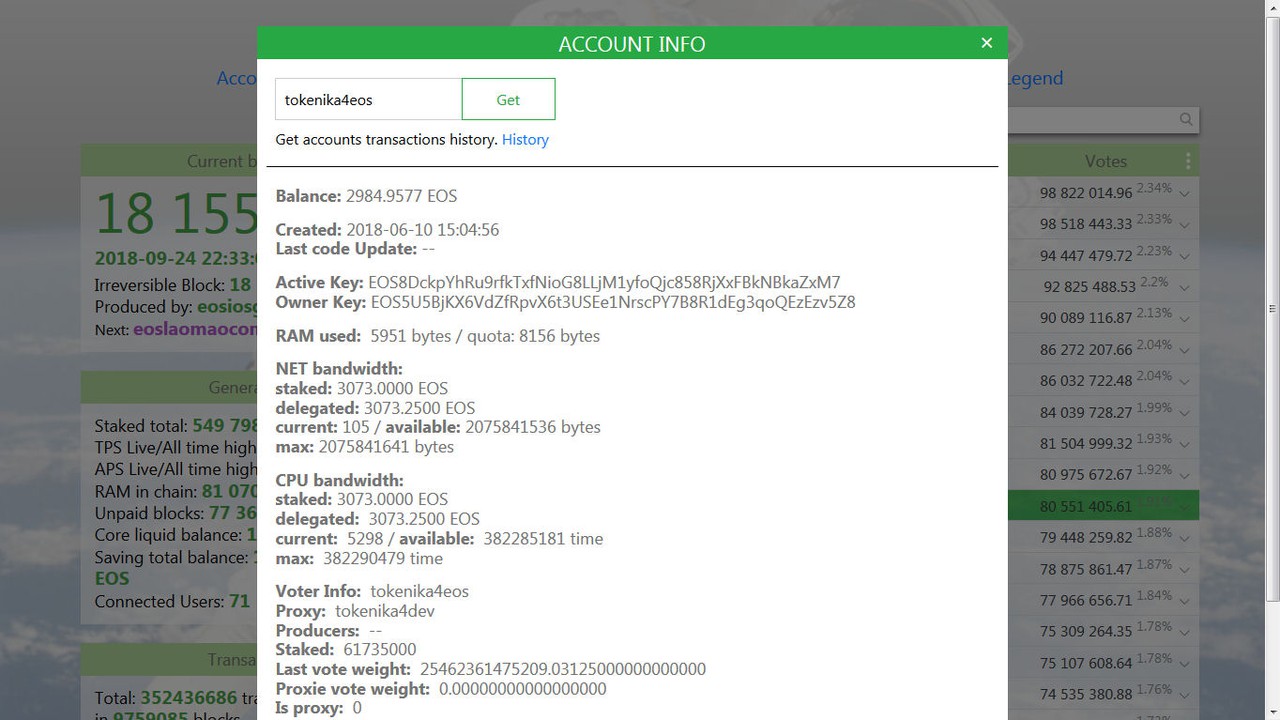 ACCOUNT INFO
×
Acco
Legend
tokenika4eos
Get
Get accounts transactions history. History
Balance: 2984.9577 EOS
Created: 2018-06-10 15:04:56
Last code Update: --
Active Key: EOS8DckpYhRu9rfkTxfNioG8LLjM1yfoQjc858RjXxFBkNBkaZxM7
Owner Key: EOS5U5BjKX6VdZfRpvX6t3USEe1NrscPY7B8R1dEg3qoQEzEzv5Z8
RAM used: 5951 bytes / quota: 8156 bytes
NET bandwidth:
staked: 3073.0000 EOS
delegated: 3073.2500 EOS
current: 105 / available: 2075841536 bytes
max: 2075841641 bytes
CPU bandwidth:
staked: 3073.0000 EOS
delegated: 3073.2500 EOS
current: 5298 / available: 382285181 time
max: 382290479 time
Voter Info: tokenika4eos
Proxy: tokenika4dev
Producers: --
Staked: 61735000
Last vote weight: 25462361475209.03125000000000000
Proxie vote weight: 0.00000000000000000
Is proxy: 0
Current b
18 155
2018-09-24 22:33:
Irreversible Block: 18
Produced by: eosios
Next: eoslaomaocom
Genera
Staked total: 549 798
TPS Live/All time high
APS Live/All time high
RAM in chain: 81 070
Unpaid blocks: 77 36
Core liquid balance: 1
Saving total balance:
EOS
Connected Users: 71
Transa
Total: 352436686 tra
in 9759085 blocks
Votes
98 822 014.96 2.34%
98 518 443.33 2.33%
94 447 479.72 2.23%
92 825 488.53 2.2%
90 089 116.87 2.13%
86 272 207.66 2.04%
86 032 722.48 2.04%
84 039 728.27 1.99%
81 504 999.32 1.93%
80 975 672.67 1.92%
80 551 405.61
79 448 259.82 1.88%
78 875 861.47 1.87%
77 966 656.71 1.84%
75 309 264.35 1.78%
75 107 608.64 1.78%
74 535 380.88 1.76%